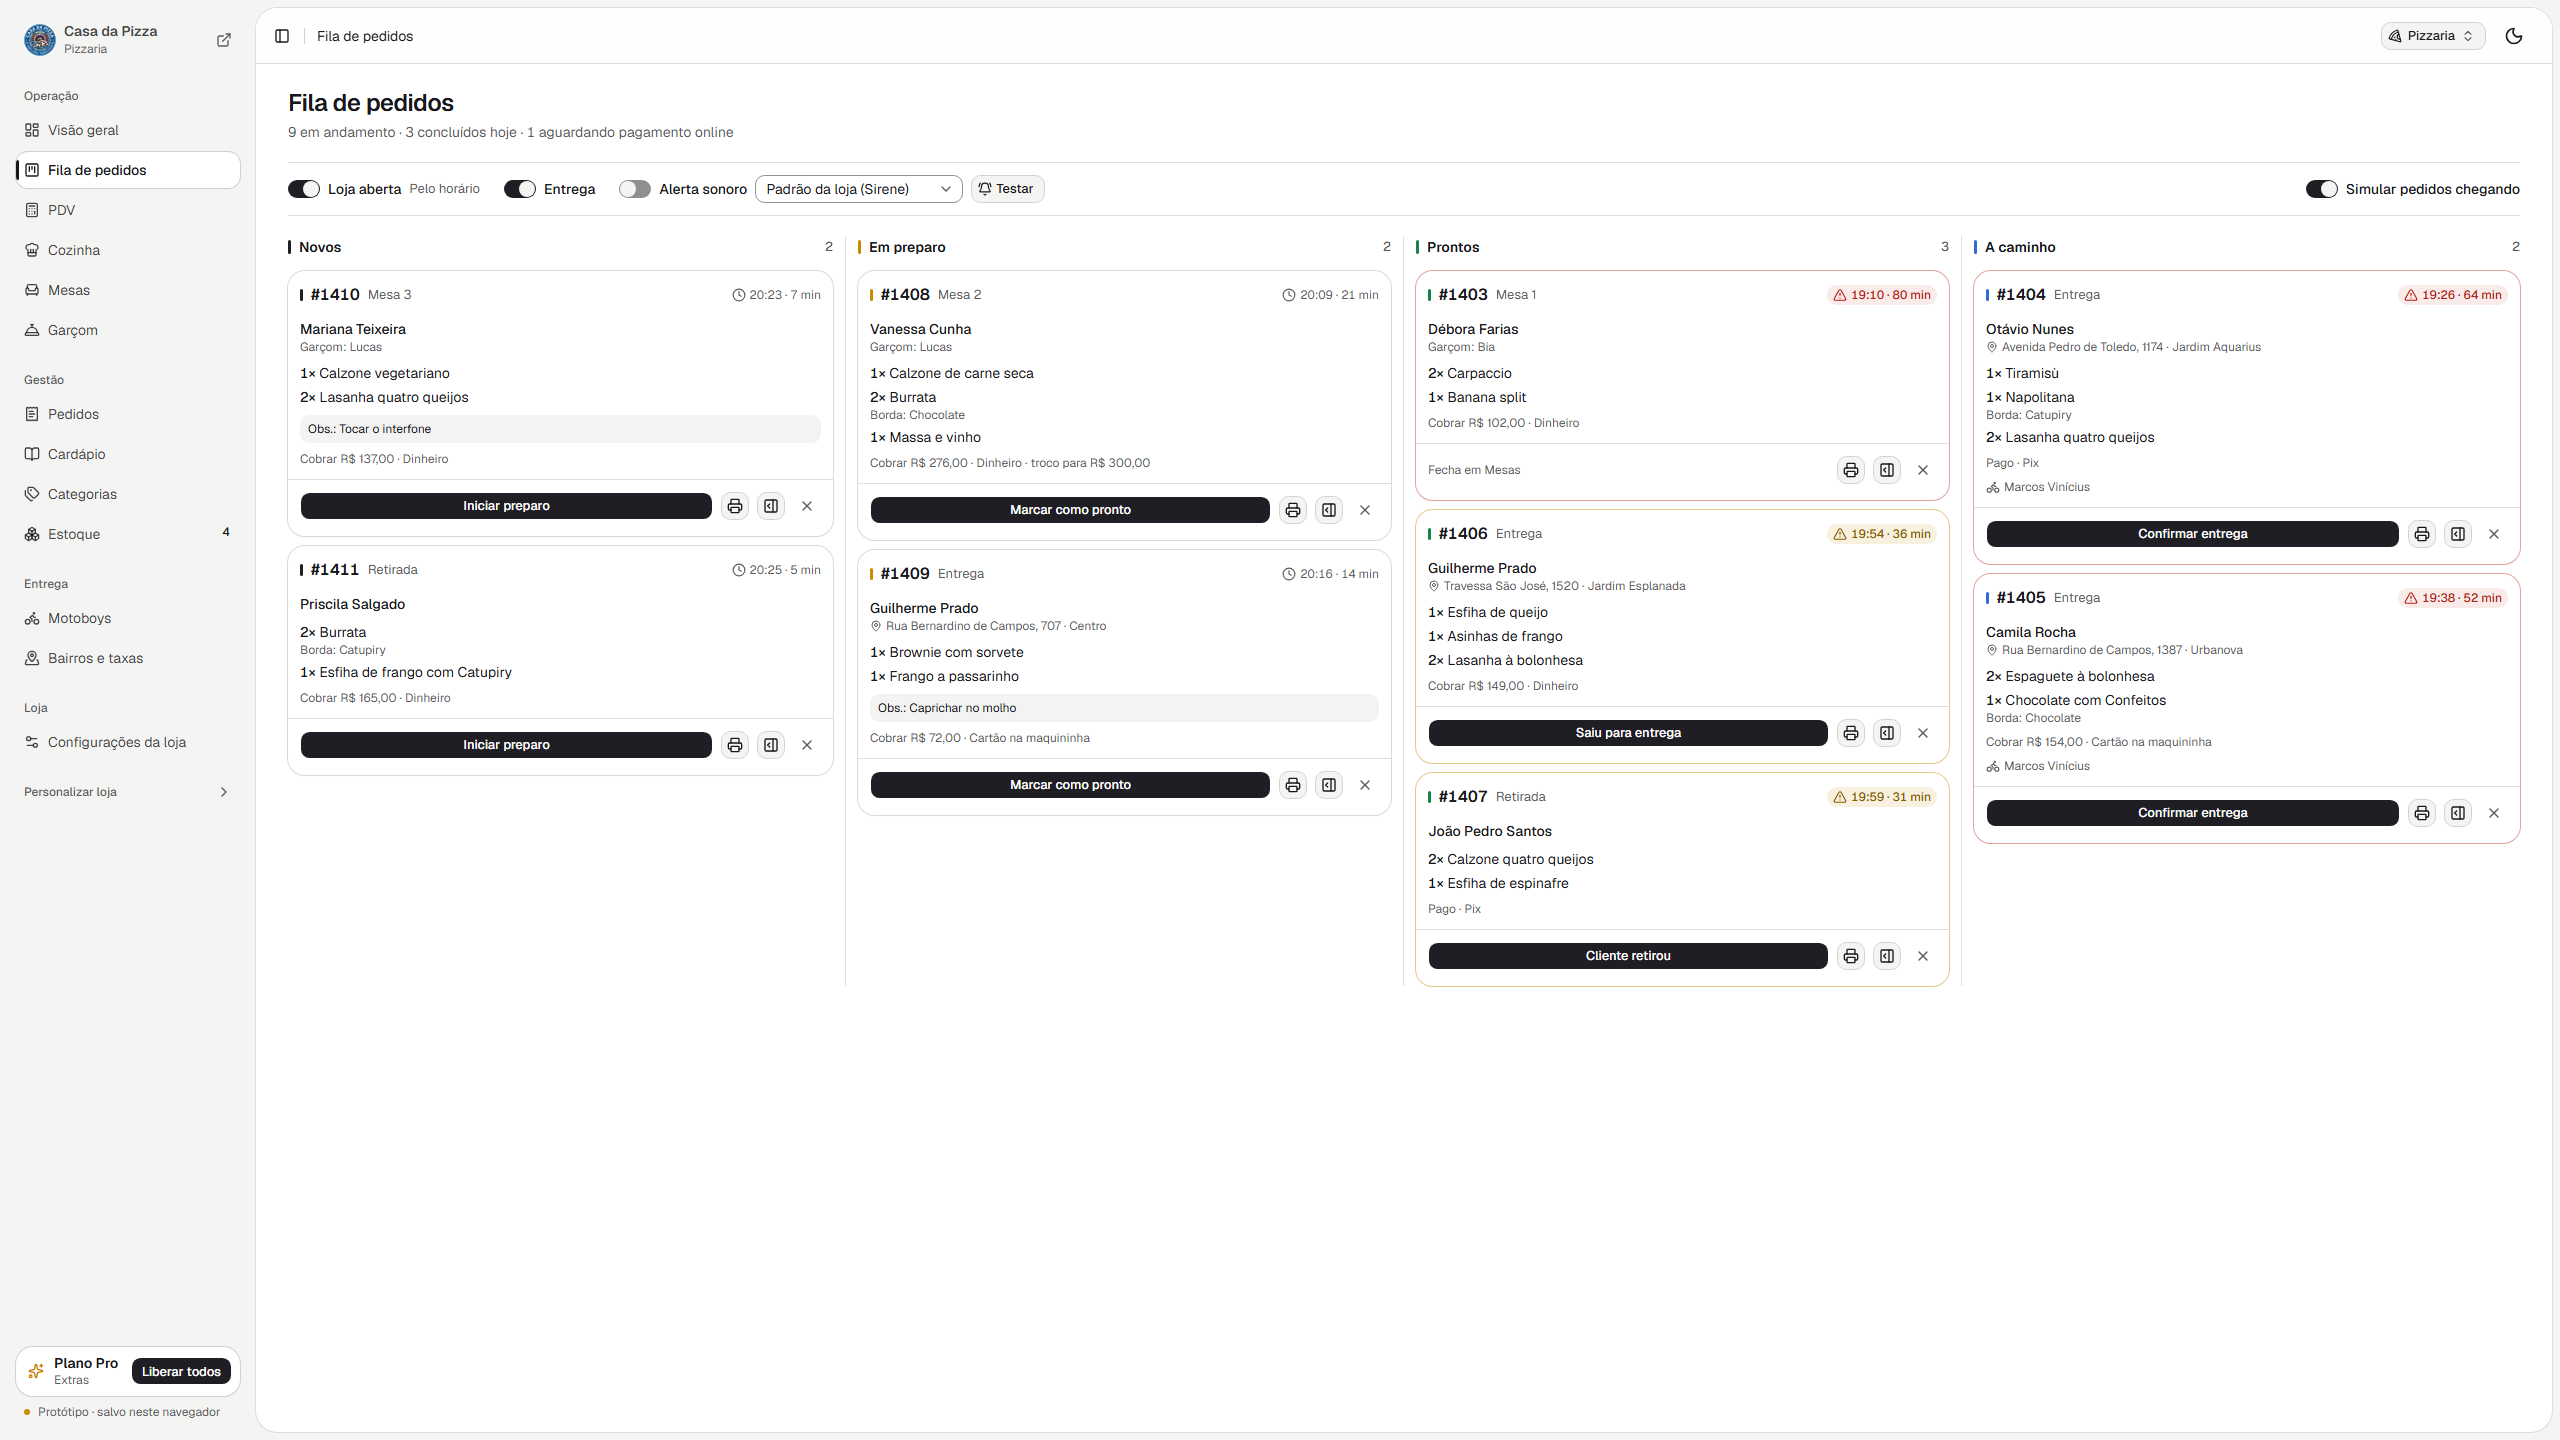 Casa da Pizza
Pizzaria
Operação
Visão geral
Fila de pedidos
PDV
Cozinha
Mesas
Garçom
Gestão
Pedidos
Cardápio
Categorias
Estoque 4
Entrega
Motoboys
Bairros e taxas
Loja
Configurações da loja
Personalizar loja
Plano Pro
Extras
Liberar todos
Protótipo · salvo neste navegador
Fila de pedidos
Pizzaria
Fila de pedidos
9 em andamento · 3 concluídos hoje · 1 aguardando pagamento online
Loja aberta Pelo horário Entrega Alerta sonoro Padrão da loja (Sirene) Testar Simular pedidos chegando
Novos 2
#1410 Mesa 3 20:23 · 7 min
Mariana Teixeira
Garçom: Lucas
1× Calzone vegetariano
2× Lasanha quatro queijos
Obs.: Tocar o interfone
Cobrar R$ 137,00 · Dinheiro
Iniciar preparo
#1411 Retirada 20:25 · 5 min
Priscila Salgado
2× Burrata
Borda: Catupiry
1× Esfiha de frango com Catupiry
Cobrar R$ 165,00 · Dinheiro
Iniciar preparo
Em preparo 2
#1408 Mesa 2 20:09 · 21 min
Vanessa Cunha
Garçom: Lucas
1× Calzone de carne seca
2× Burrata
Borda: Chocolate
1× Massa e vinho
Cobrar R$ 276,00 · Dinheiro · troco para R$ 300,00
Marcar como pronto
#1409 Entrega 20:16 · 14 min
Guilherme Prado
Rua Bernardino de Campos, 707 · Centro
1× Brownie com sorvete
1× Frango a passarinho
Obs.: Caprichar no molho
Cobrar R$ 72,00 · Cartão na maquininha
Marcar como pronto
Prontos 3
#1403 Mesa 1 19:10 · 80 min
Débora Farias
Garçom: Bia
2× Carpaccio
1× Banana split
Cobrar R$ 102,00 · Dinheiro
Fecha em Mesas
#1406 Entrega 19:54 · 36 min
Guilherme Prado
Travessa São José, 1520 · Jardim Esplanada
1× Esfiha de queijo
1× Asinhas de frango
2× Lasanha à bolonhesa
Cobrar R$ 149,00 · Dinheiro
Saiu para entrega
#1407 Retirada 19:59 · 31 min
João Pedro Santos
2× Calzone quatro queijos
1× Esfiha de espinafre
Pago · Pix
Cliente retirou
A caminho 2
#1404 Entrega 19:26 · 64 min
Otávio Nunes
Avenida Pedro de Toledo, 1174 · Jardim Aquarius
1× Tiramisù
1× Napolitana
Borda: Catupiry
2× Lasanha quatro queijos
Pago · Pix
Marcos Vinícius
Confirmar entrega
#1405 Entrega 19:38 · 52 min
Camila Rocha
Rua Bernardino de Campos, 1387 · Urbanova
2× Espaguete à bolonhesa
1× Chocolate com Confeitos
Borda: Chocolate
Cobrar R$ 154,00 · Cartão na maquininha
Marcos Vinícius
Confirmar entrega